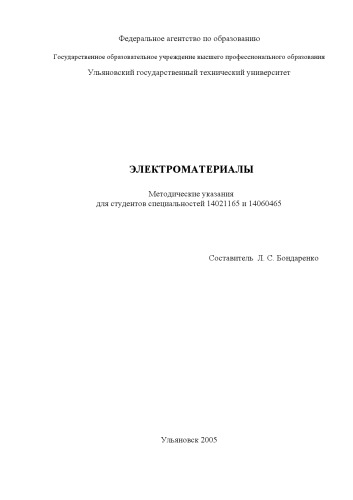 Федеральное агентство по образованию
Государственное образовательное учреждение высшего профессионального образования
Ульяновский государственный технический университет
ЭЛЕКТРОМАТЕРИАЛЫ
Методические указания
для студентов специальностей 14021165 и 14060465
Составитель Л. С. Бондаренко
Ульяновск 2005